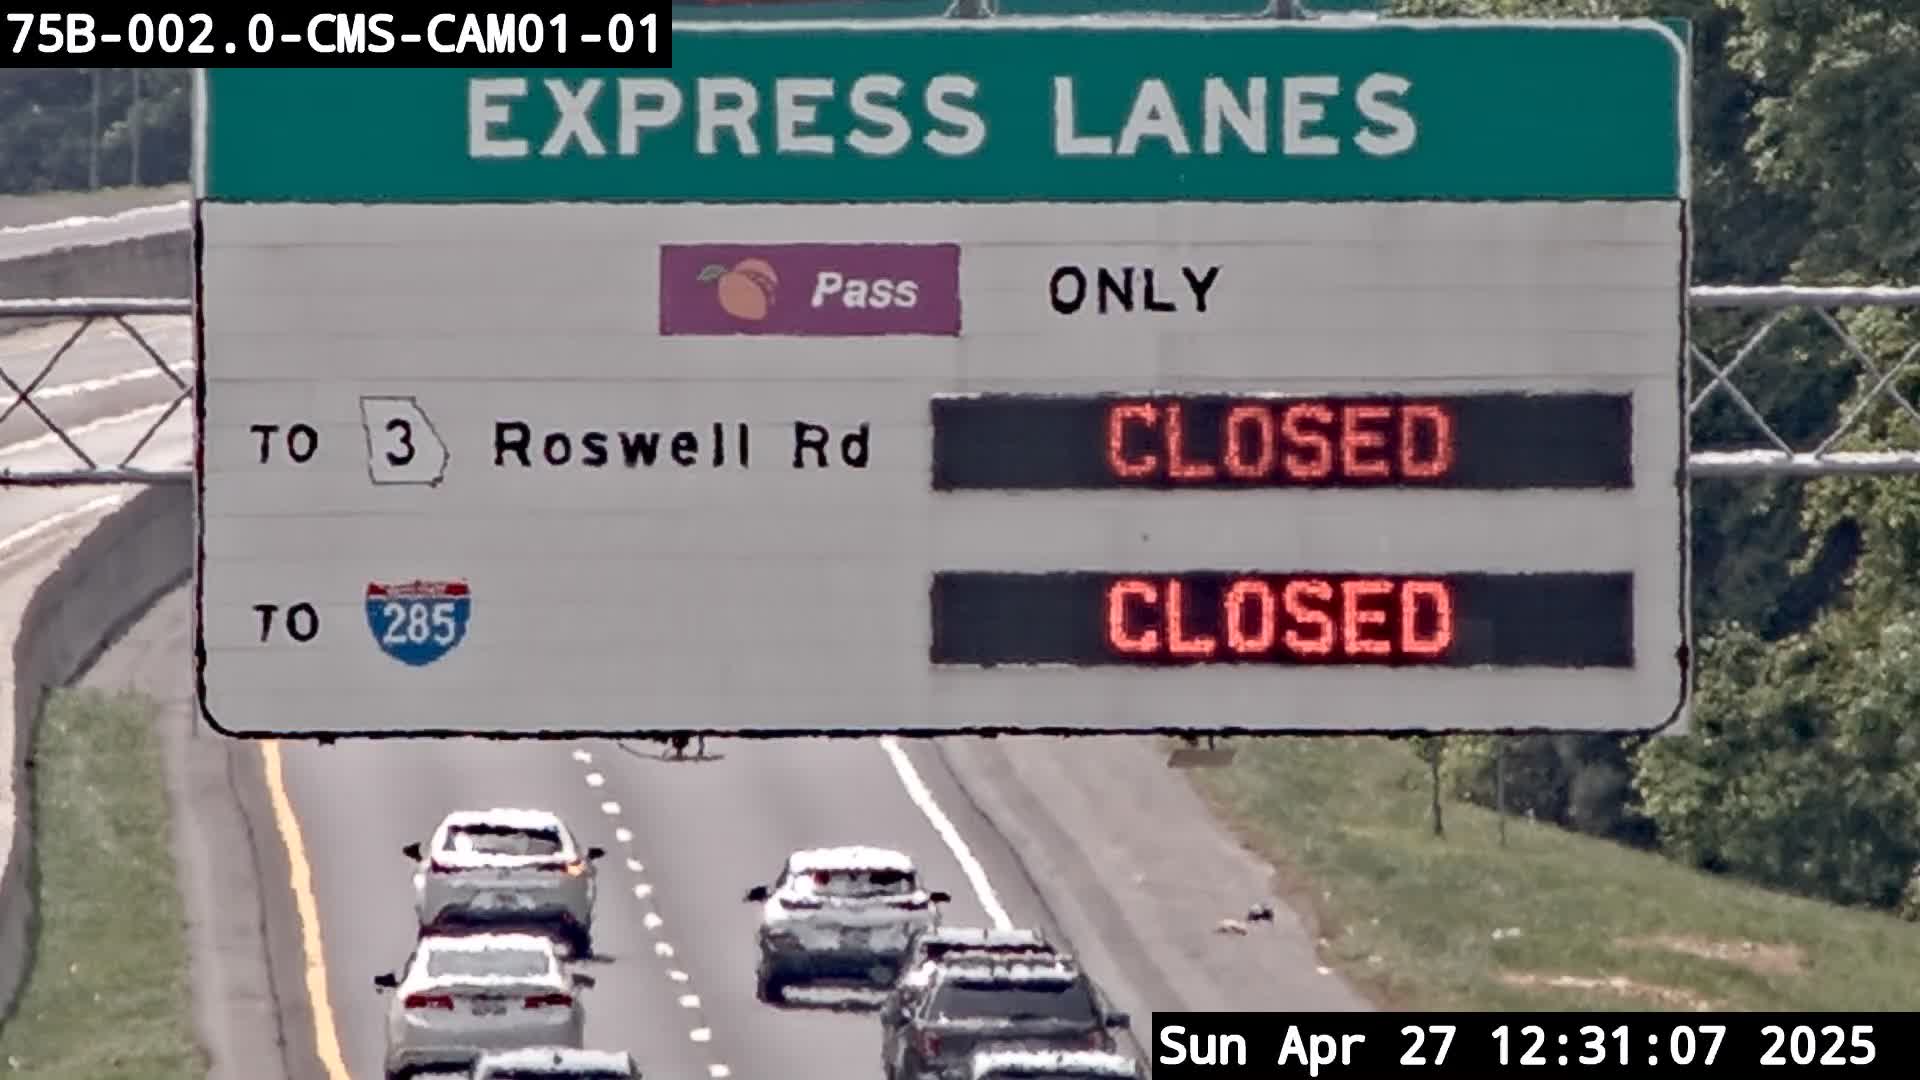 75B-002.0-CMS-CAM01-01
EXPRESS LANES
Pass ONLY
TO 3 Roswell Rd CLOSED
TO 285 CLOSED
Sun Apr 27 12:31:07 2025